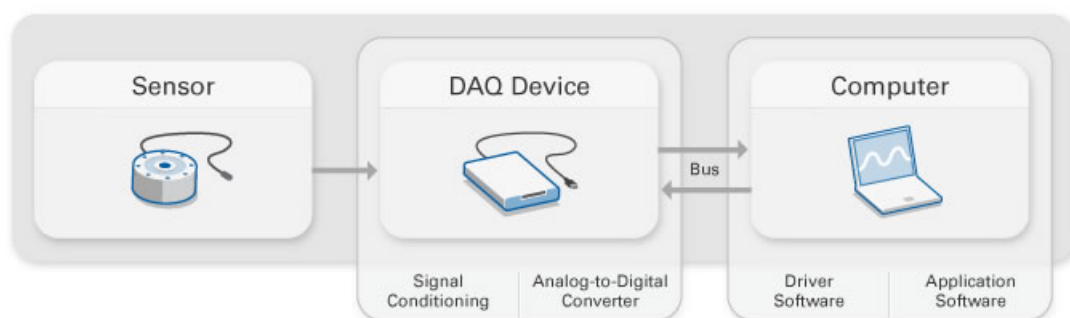 Sensor
DAQ Device
Computer
Bus
Signal
Conditioning
Analog-to-Digital
Converter
Driver
Software
Application
Software